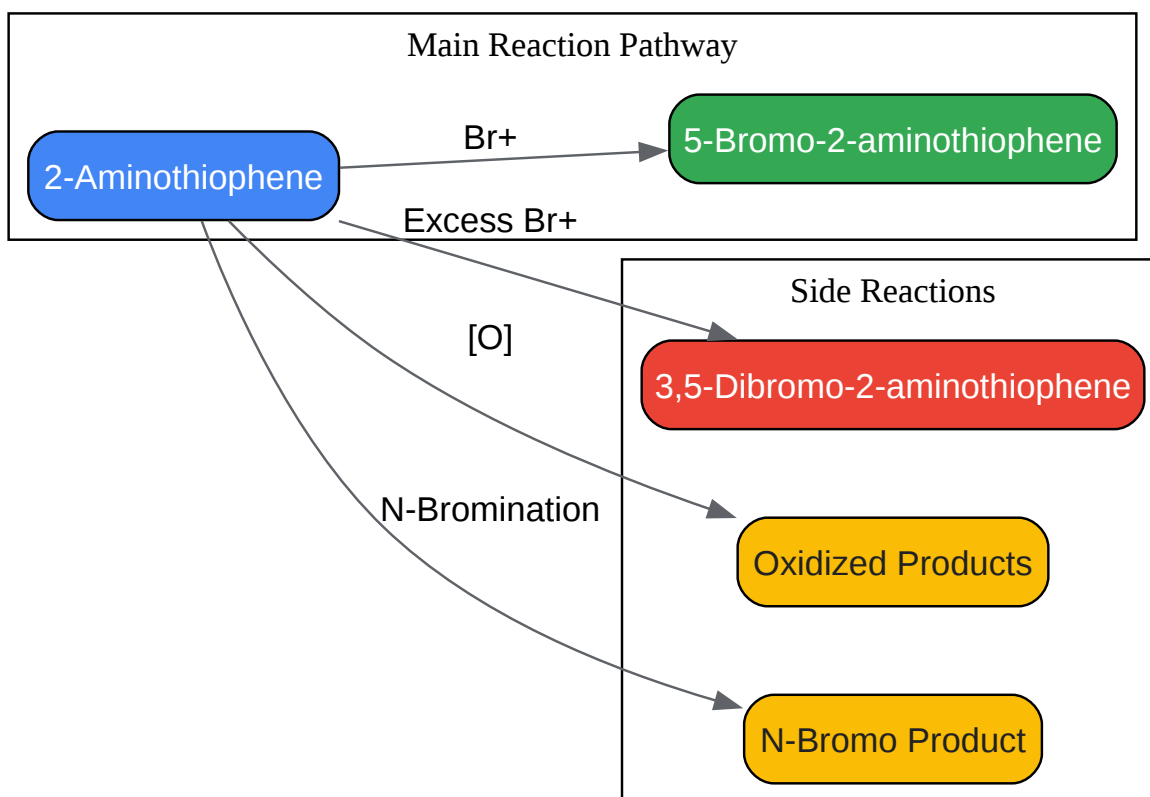 Main Reaction Pathway
2-Aminothiophene
Br+
5-Bromo-2-aminothiophene
Excess Br+
Side Reactions
[O]
3,5-Dibromo-2-aminothiophene
N-Bromination
Oxidized Products
N-Bromo Product